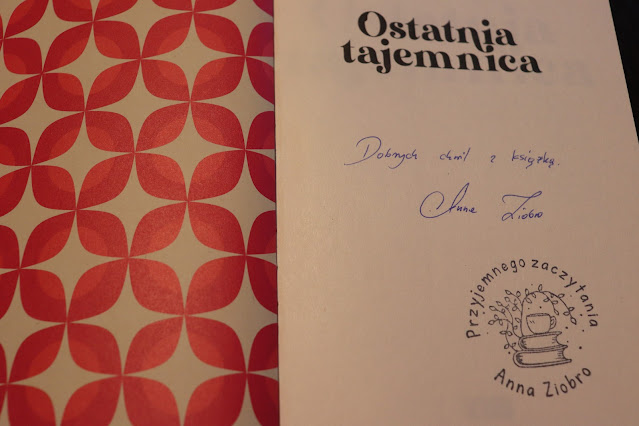 Ostatnia
tajemnica
Dobrych chwil z książką.
Anna Ziobro
Przyjemnego zaczytania
Anna Ziobro